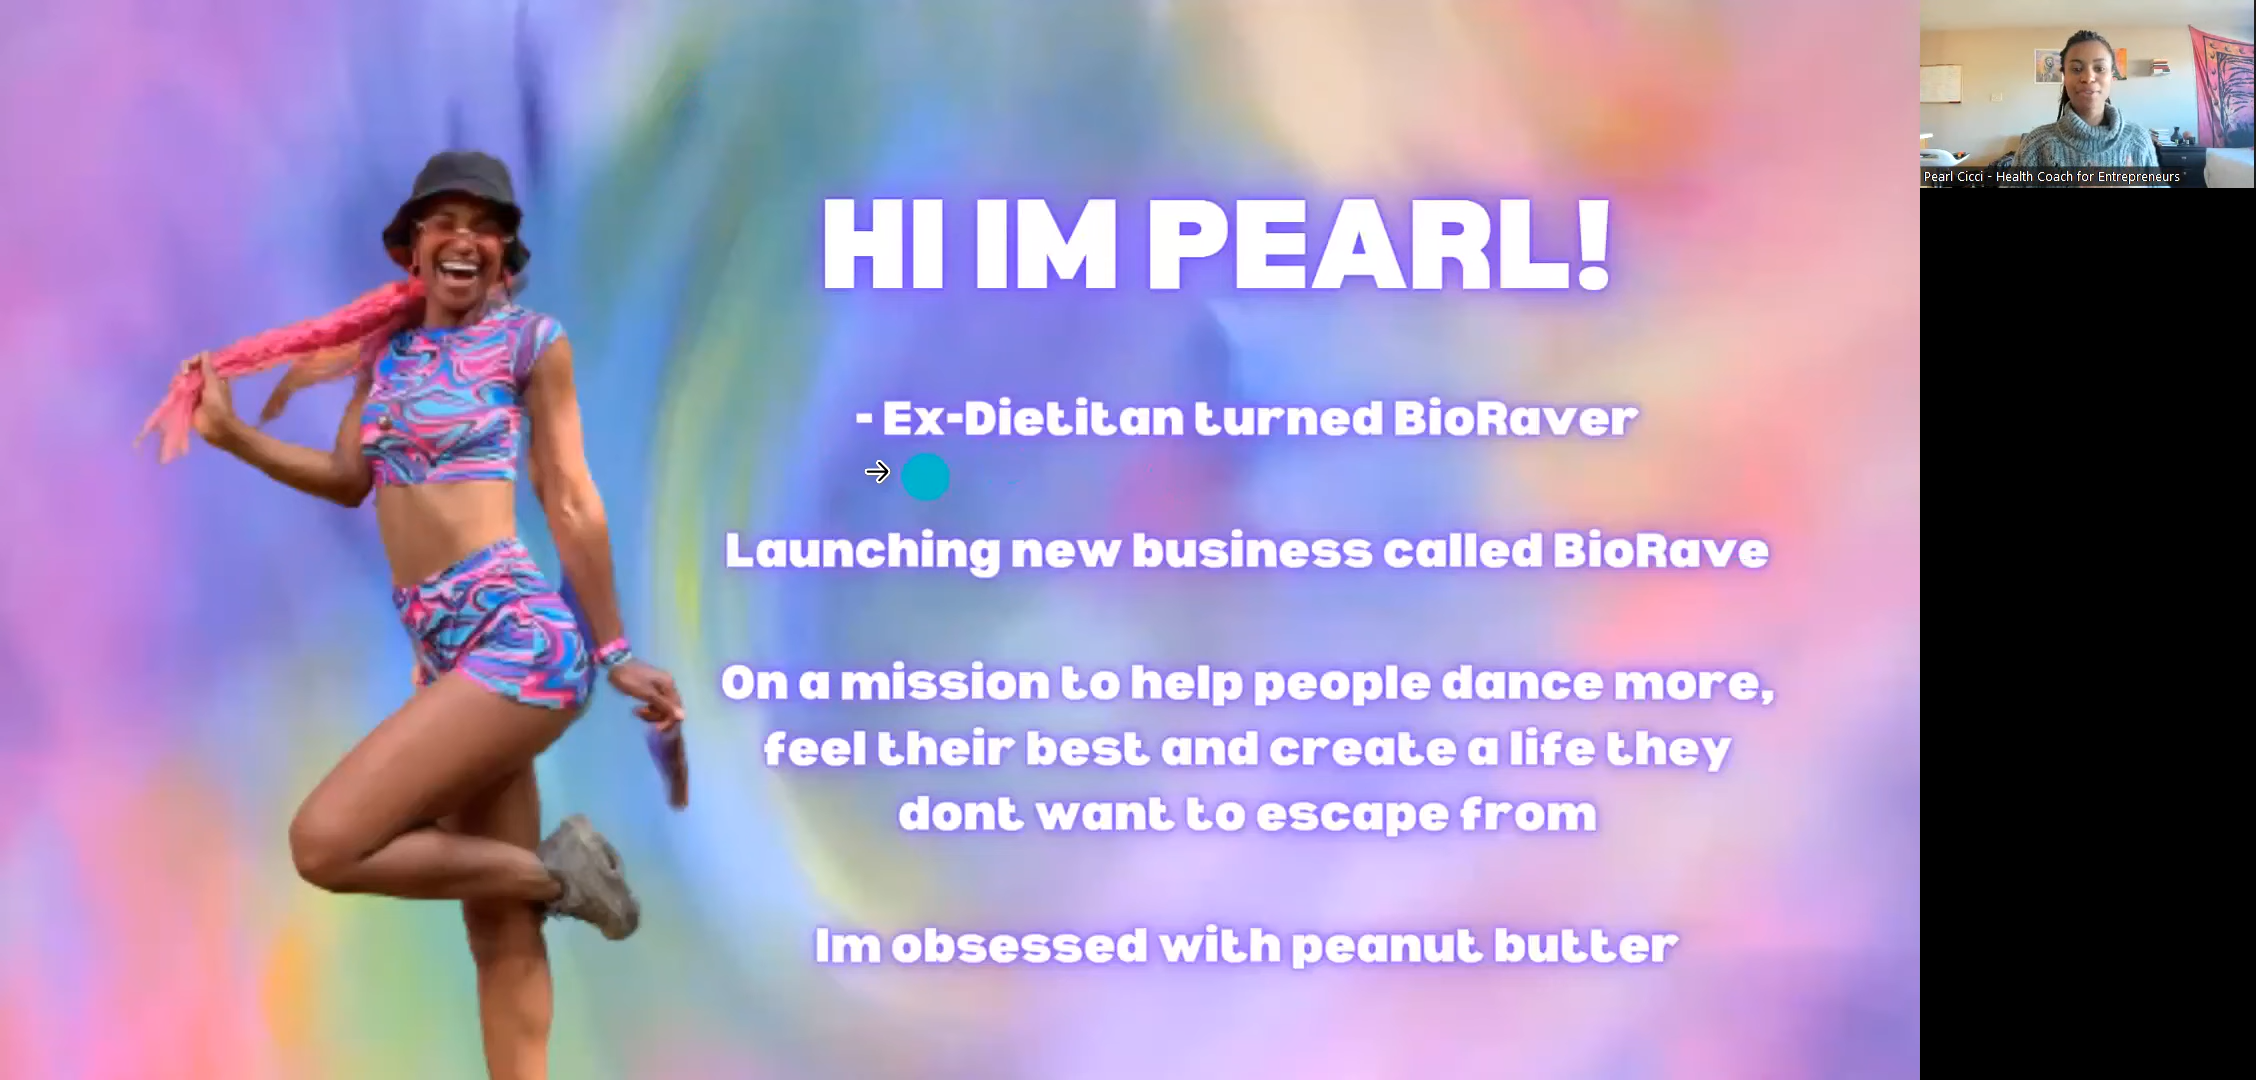 HI IM PEARL!
- Ex-Dietitan turned BioRaver
Launching new business called BioRave
On a mission to help people dance more,
feel their best and create a life they
dont want to escape from
Im obsessed with peanut butter
Pearl Cicci - Health Coach for Entrepreneurs